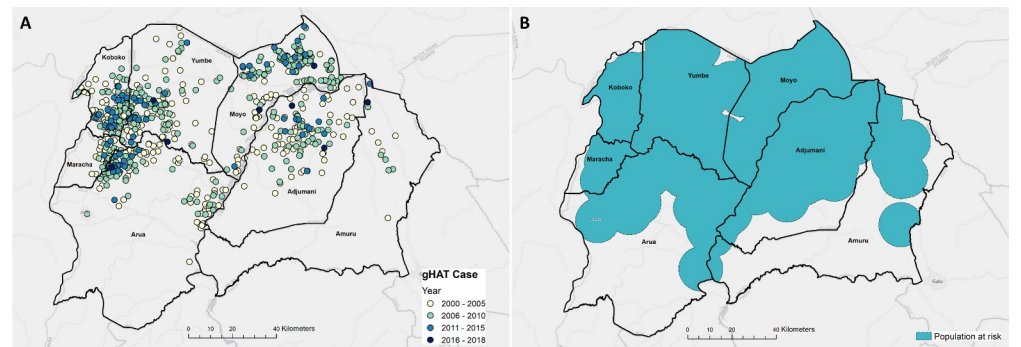 A
Koboko
Yumbe
Moyo
Maracha
Adjumani
Arua
Amuru
gHAT Case
Year
2000 - 2005
2006 - 2010
2011 - 2015
2016 - 2018
0 10 20 40 Kilometers
B
Koboko
Yumbe
Moyo
Maracha
Adjumani
Arua
Amuru
Gulu
0 10 20 40 Kilometers
Population at risk